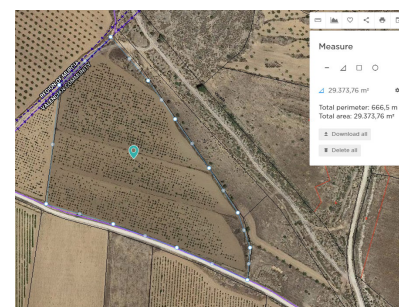 Measure
29.373,76 m²
Total perimeter: 666,5 m
Total area: 29.373,76 m²
Download all
Delete all